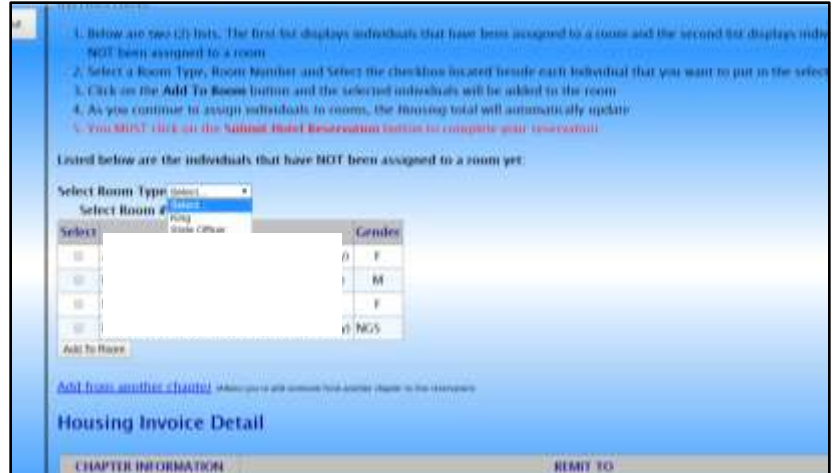 1. Below are two (2) lists. The first list displays individuals that have been assigned to a room and the second list displays
NOT been assigned to a room
2. Select a Room Type, Room Number and Select the checkbox located beside each individual that you want to put in the
3. Click on the Add To Room button and the selected individuals will be added to the room
4. As you continue to assign individuals to rooms, the Housing total will automatically update
5. You MUST click on the Submit Hotel Reservation button to complete your reservation
Listed below are the individuals that have NOT been assigned to a room yet
Select Room Type Select...
Select Room # Select...
King
State Officer
Select Gender
F
M
F
NGS
Add To Room
Add from another chapter
Housing Invoice Detail
CHAPTER INFORMATION REMIT TO